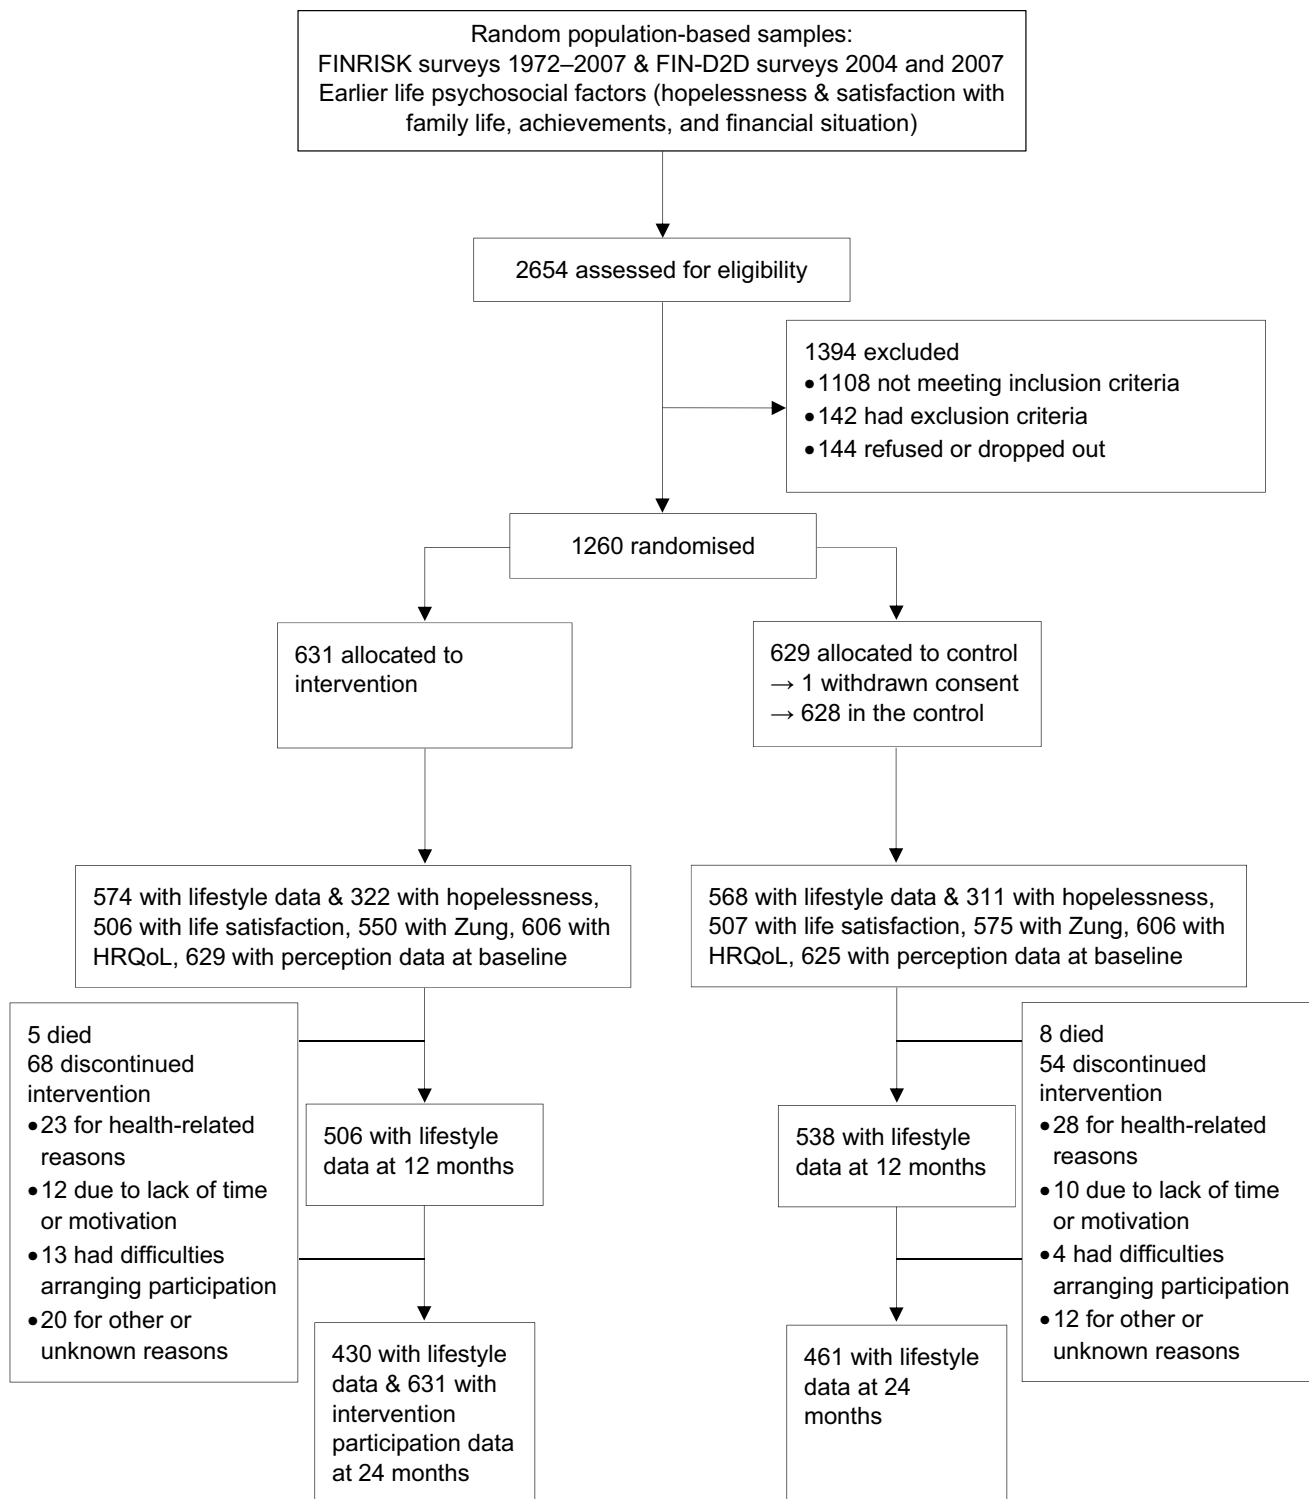 Random population-based samples:
FINRISK surveys 1972–2007 & FIN-D2D surveys 2004 and 2007
Earlier life psychosocial factors (hopelessness & satisfaction with
family life, achievements, and financial situation)
2654 assessed for eligibility
1394 excluded
•1108 not meeting inclusion criteria
•142 had exclusion criteria
•144 refused or dropped out
1260 randomised
631 allocated to
intervention
629 allocated to control
→ 1 withdrawn consent
→ 628 in the control
574 with lifestyle data & 322 with hopelessness,
506 with life satisfaction, 550 with Zung, 606 with
HRQoL, 629 with perception data at baseline
568 with lifestyle data & 311 with hopelessness,
507 with life satisfaction, 575 with Zung, 606 with
HRQoL, 625 with perception data at baseline
5 died
68 discontinued
intervention
•23 for health-related
reasons
•12 due to lack of time
or motivation
•13 had difficulties
arranging participation
•20 for other or
unknown reasons
506 with lifestyle
data at 12 months
538 with lifestyle
data at 12 months
8 died
54 discontinued
intervention
•28 for health-related
reasons
•10 due to lack of time
or motivation
•4 had difficulties
arranging participation
•12 for other or
unknown reasons
430 with lifestyle
data & 631 with
intervention
participation data
at 24 months
461 with lifestyle
data at 24
months